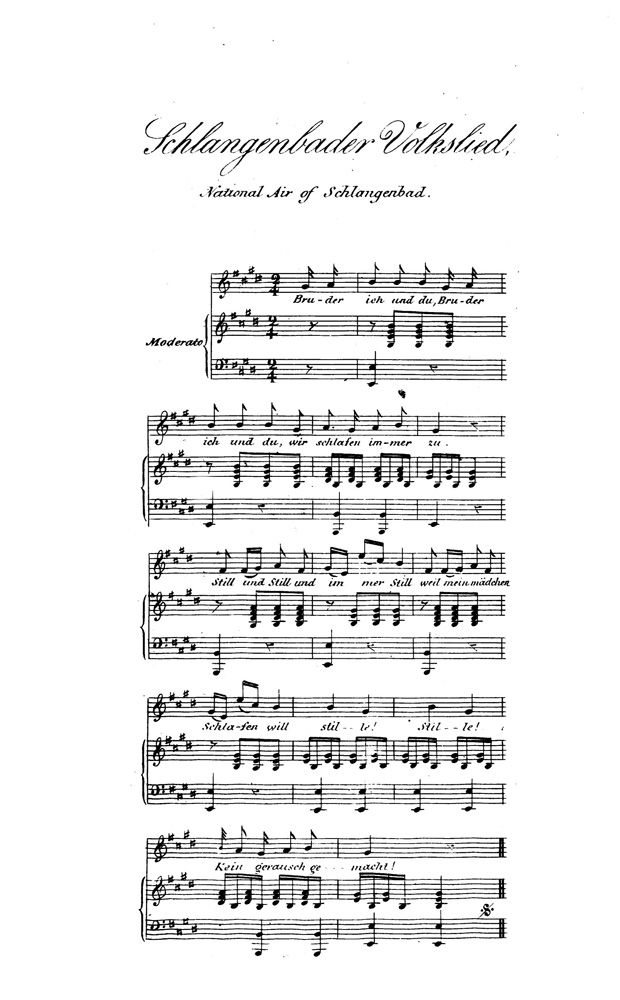 Schlangenbader Volkslied.
National Air of Schlangenbad.
Bru-der ich und du, Bru-der
Moderato
ich und du, wir schlafen im-mer zu.
Still und Still und im mer Still weil mein mädchen
Schla-fen will stil--le! Stil--le!
Kein gerausch ge---macht!